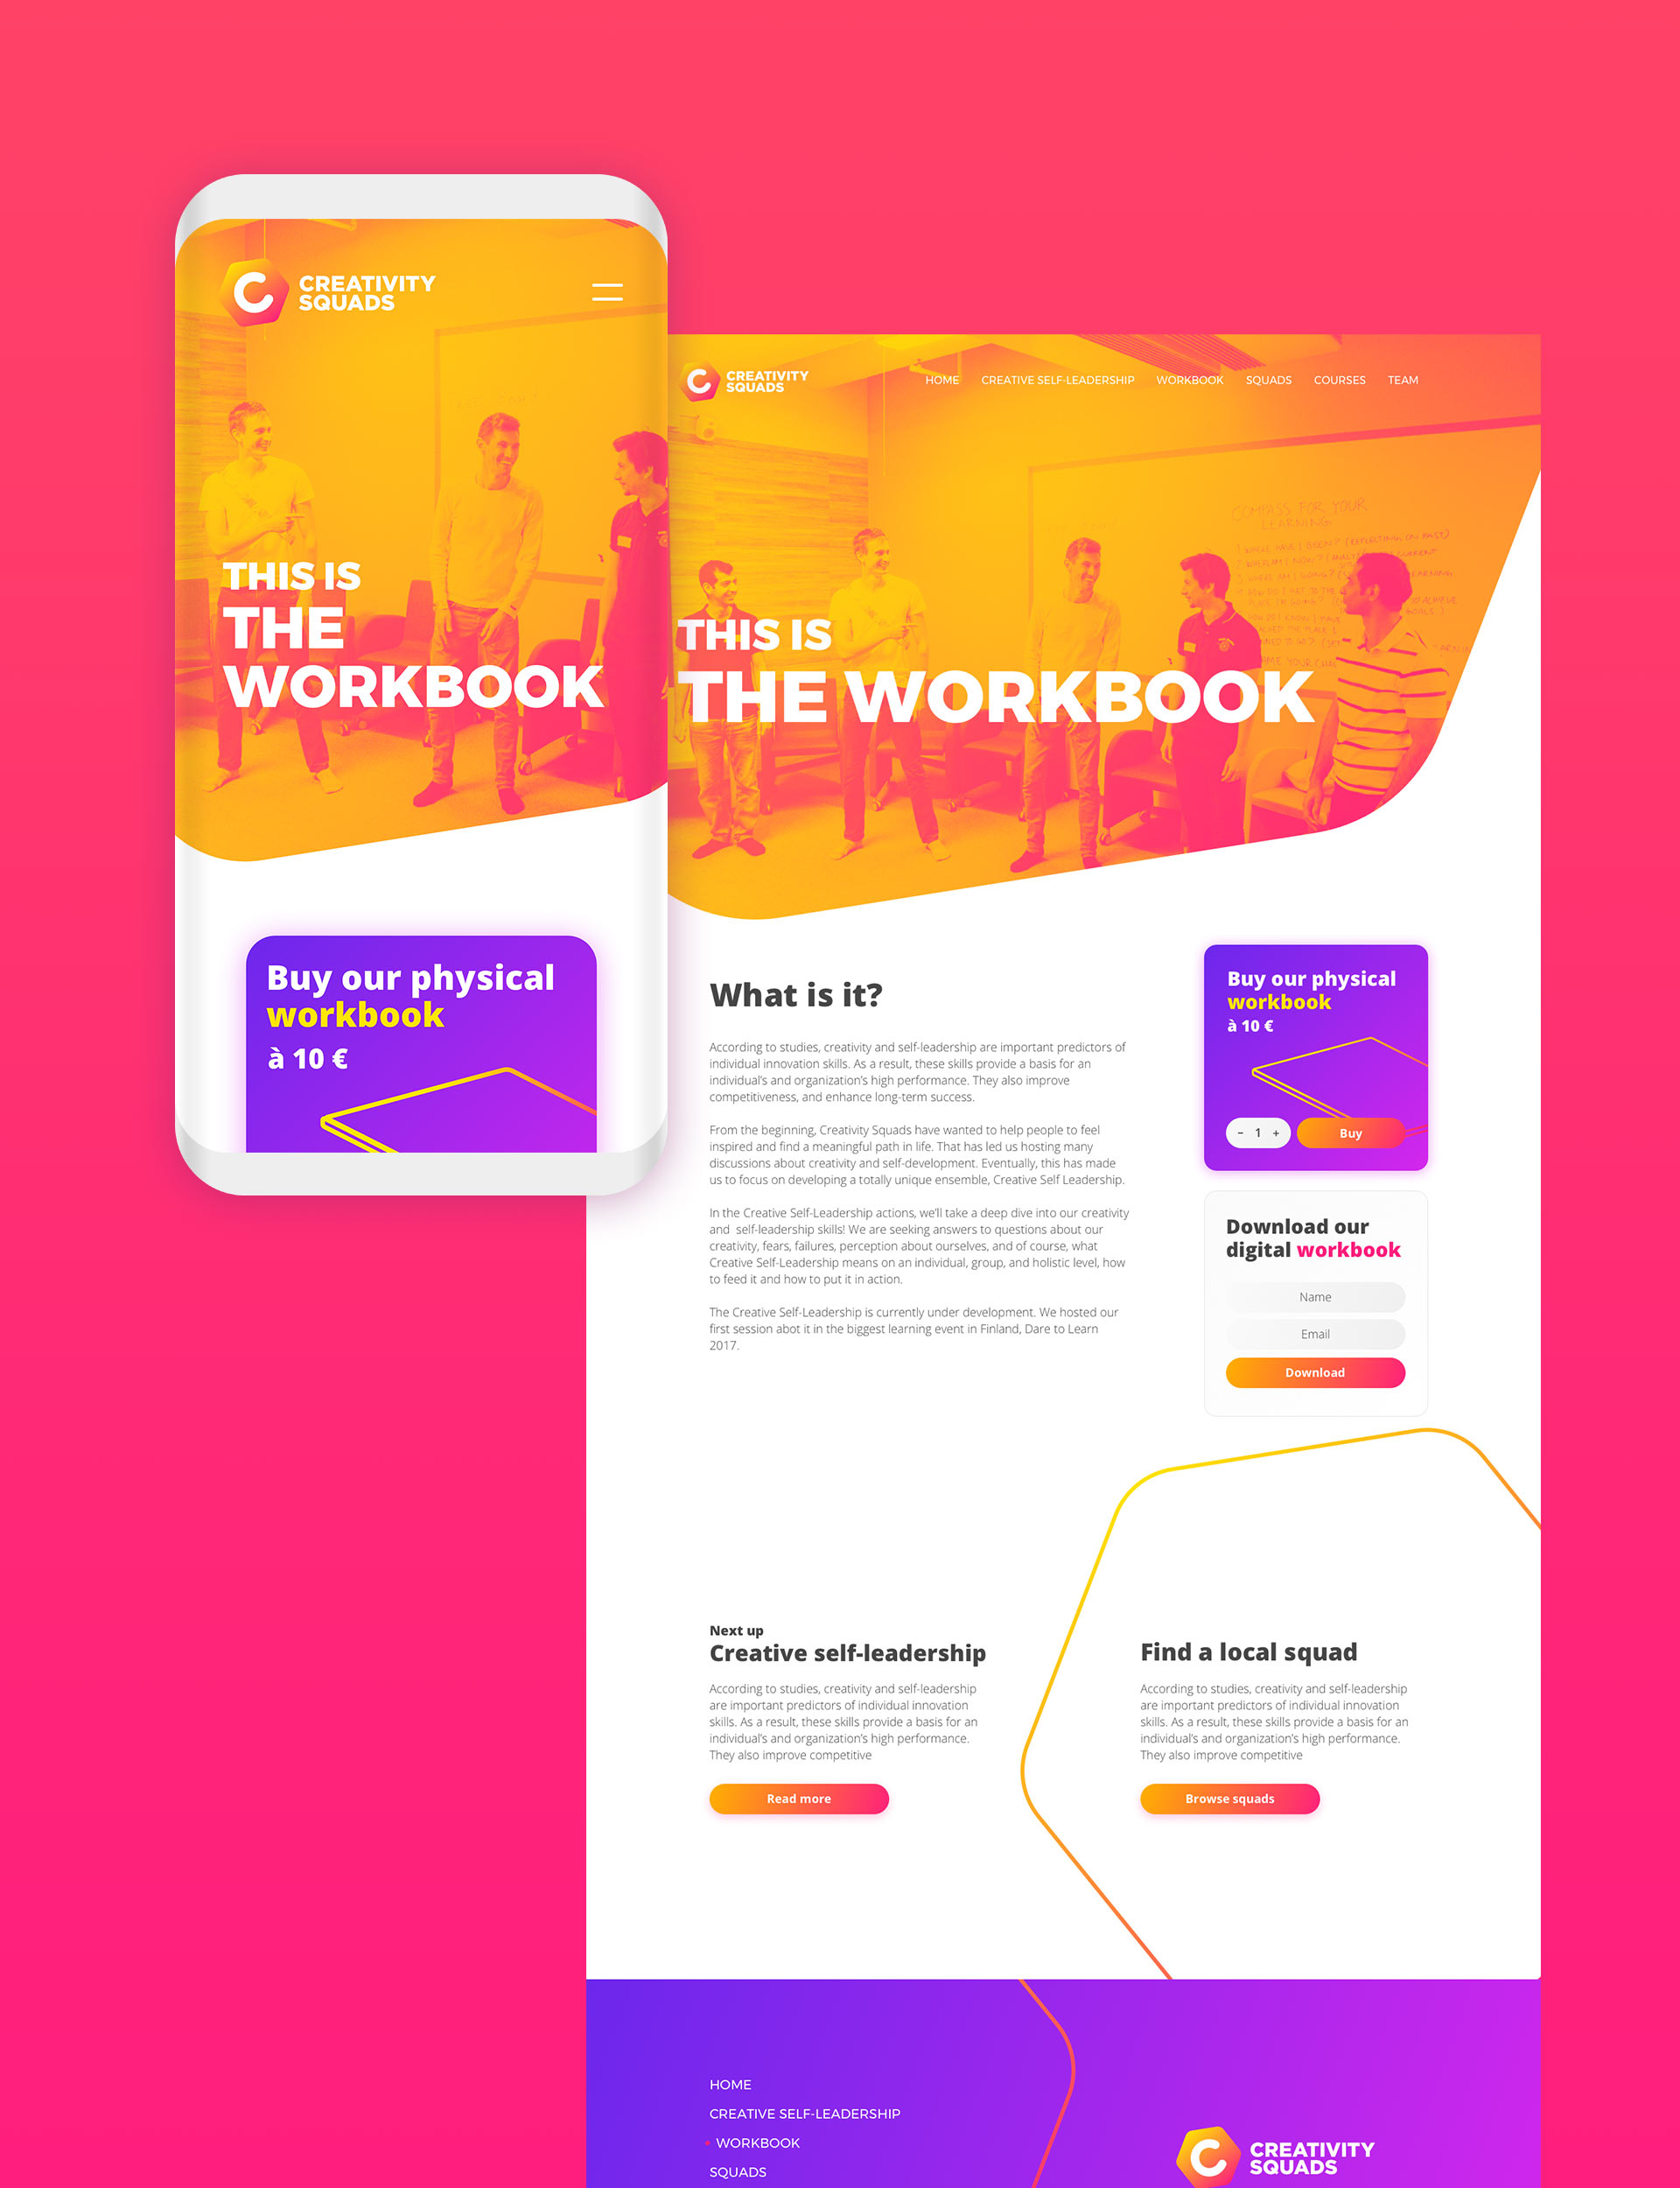 CREATIVITY
SQUADS
THIS IS
THE
WORKBOOK
Buy our physical
workbook
à 10 €
CREATIVITY
SQUADS
HOME CREATIVE SELF-LEADERSHIP WORKBOOK SQUADS COURSES TEAM
COMPASS FOR YOUR
LEARNING
THIS IS
THE WORKBOOK
What is it?
According to studies, creativity and self-leadership are important predictors of
individual innovation skills. As a result, these skills provide a basis for an
individual's and organization's high performance. They also improve
competitiveness, and enhance long-term success.
From the beginning, Creativity Squads have wanted to help people to feel
inspired and find a meaningful path in life. That has led us hosting many
discussions about creativity and self-development. Eventually, this has made
us to focus on developing a totally unique ensemble, Creative Self Leadership.
In the Creative Self-Leadership actions, we'll take a deep dive into our creativity
and self-leadership skills! We are seeking answers to questions about our
creativity, fears, failures, perception about ourselves, and of course, what
Creative Self-Leadership means on an individual, group, and holistic level, how
to feed it and how to put it in action.
The Creative Self-Leadership is currently under development. We hosted our
first session abot it in the biggest learning event in Finland, Dare to Learn
2017.
Buy our physical
workbook
à 10 €
− 1 + Buy
Download our
digital workbook
Name
Email
Download
Next up
Creative self-leadership
According to studies, creativity and self-leadership
are important predictors of individual innovation
skills. As a result, these skills provide a basis for an
individual's and organization's high performance.
They also improve competitive
Read more
Find a local squad
According to studies, creativity and self-leadership
are important predictors of individual innovation
skills. As a result, these skills provide a basis for an
individual's and organization's high performance.
They also improve competitive
Browse squads
HOME
CREATIVE SELF-LEADERSHIP
WORKBOOK
SQUADS
CREATIVITY
SQUADS